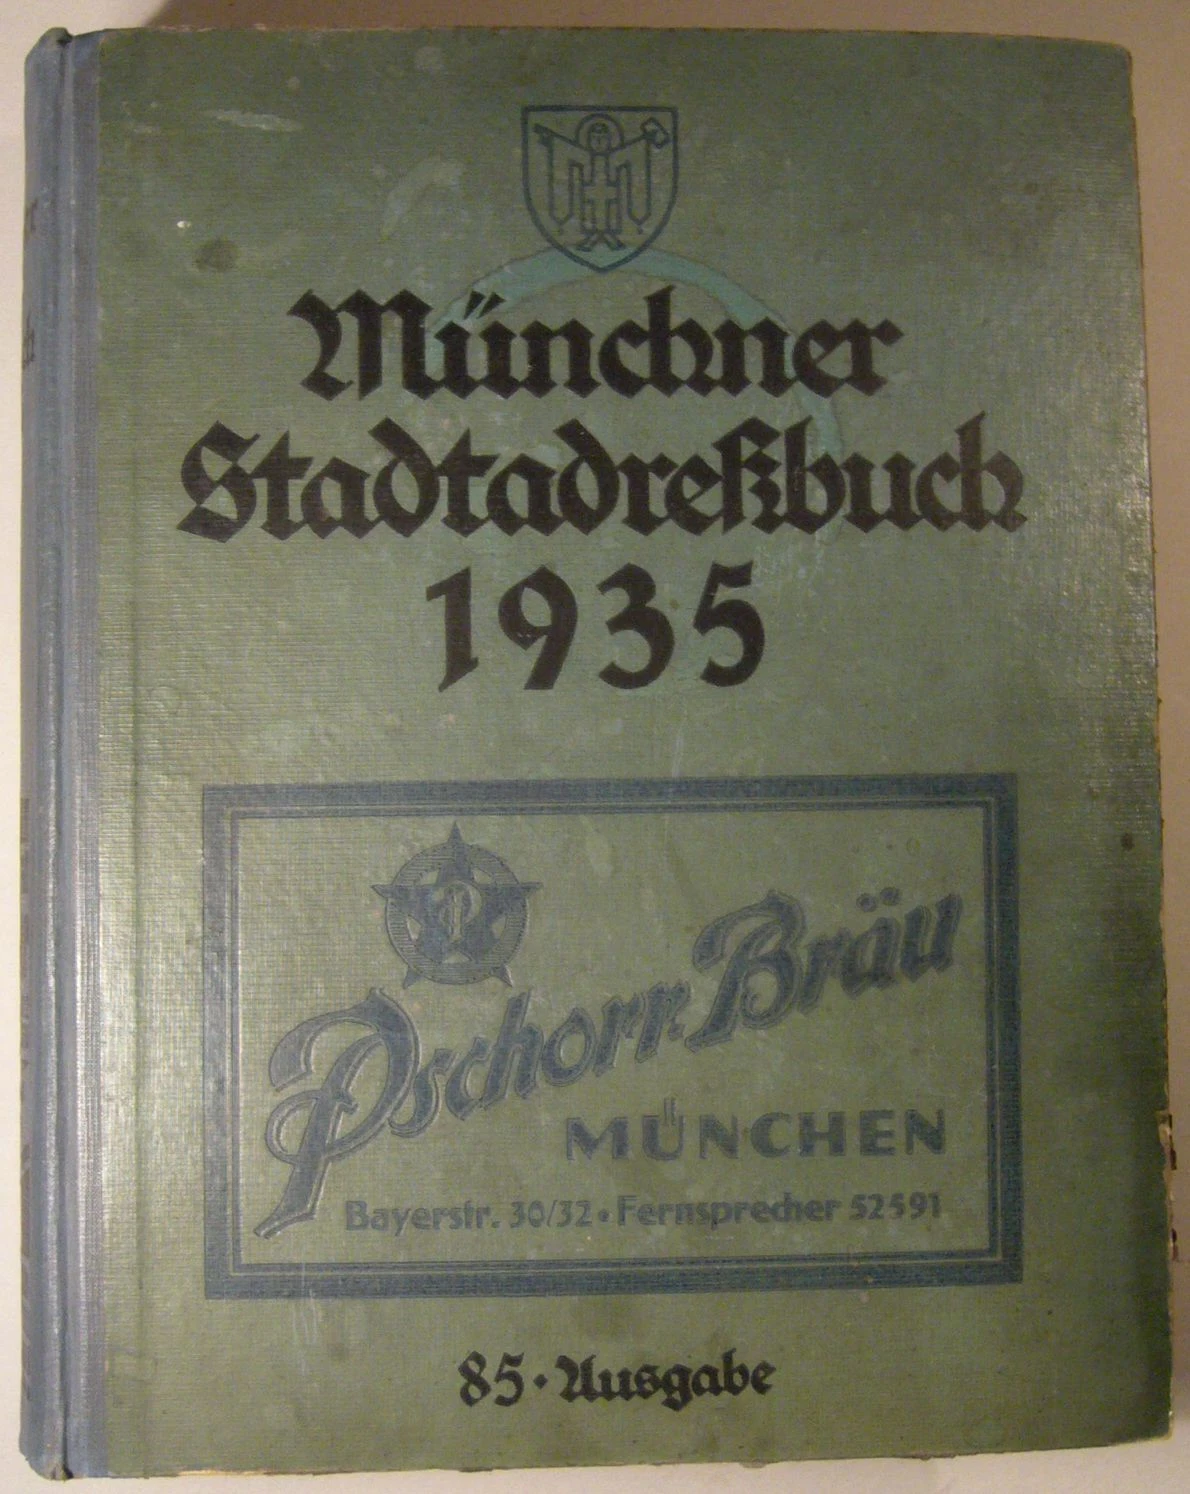 Münchner
Stadtadreßbuch
1935
P
Pschorr-Bräu
MÜNCHEN
Bayerstr. 30/32 • Fernsprecher 52591
85. Ausgabe